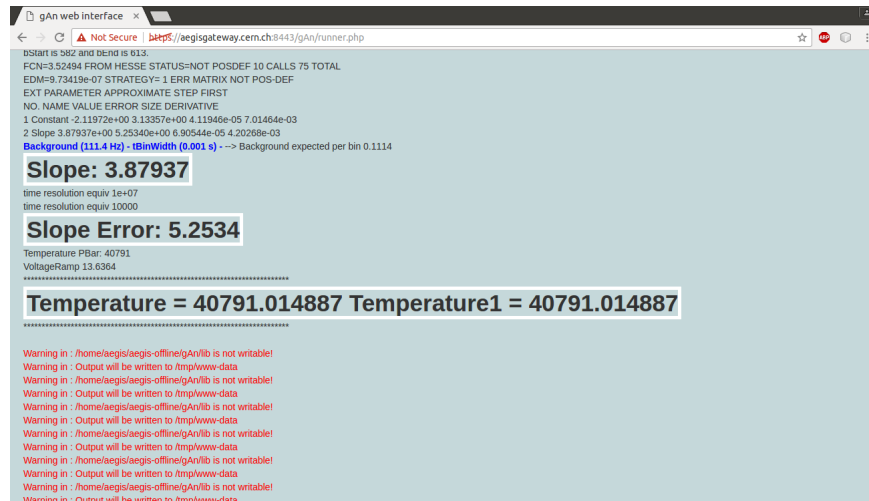 gAn web interface
Not Secure | https://aegisgateway.cern.ch:8443/gAn/runner.php
ABP
bStart is 582 and bEnd is 613.
FCN=3.52494 FROM HESSE STATUS=NOT POSDEF 10 CALLS 75 TOTAL
EDM=9.73419e-07 STRATEGY= 1 ERR MATRIX NOT POS-DEF
EXT PARAMETER APPROXIMATE STEP FIRST
NO. NAME VALUE ERROR SIZE DERIVATIVE
1 Constant -2.11972e+00 3.13357e+00 4.11946e-05 7.01464e-03
2 Slope 3.87937e+00 5.25340e+00 6.90544e-05 4.20268e-03
Background (111.4 Hz) - tBinWidth (0.001 s) - --> Background expected per bin 0.1114
Slope: 3.87937
time resolution equiv 1e+07
time resolution equiv 10000
Slope Error: 5.2534
Temperature PBar: 40791
VoltageRamp 13.6364
*************************************************************************
Temperature = 40791.014887 Temperature1 = 40791.014887
*************************************************************************
Warning in : /home/aegis/aegis-offline/gAn/lib is not writable!
Warning in : Output will be written to /tmp/www-data
Warning in : /home/aegis/aegis-offline/gAn/lib is not writable!
Warning in : Output will be written to /tmp/www-data
Warning in : /home/aegis/aegis-offline/gAn/lib is not writable!
Warning in : Output will be written to /tmp/www-data
Warning in : /home/aegis/aegis-offline/gAn/lib is not writable!
Warning in : Output will be written to /tmp/www-data
Warning in : /home/aegis/aegis-offline/gAn/lib is not writable!
Warning in : Output will be written to /tmp/www-data
Warning in : /home/aegis/aegis-offline/gAn/lib is not writable!
Warning in : Output will be written to /tmp/www-data